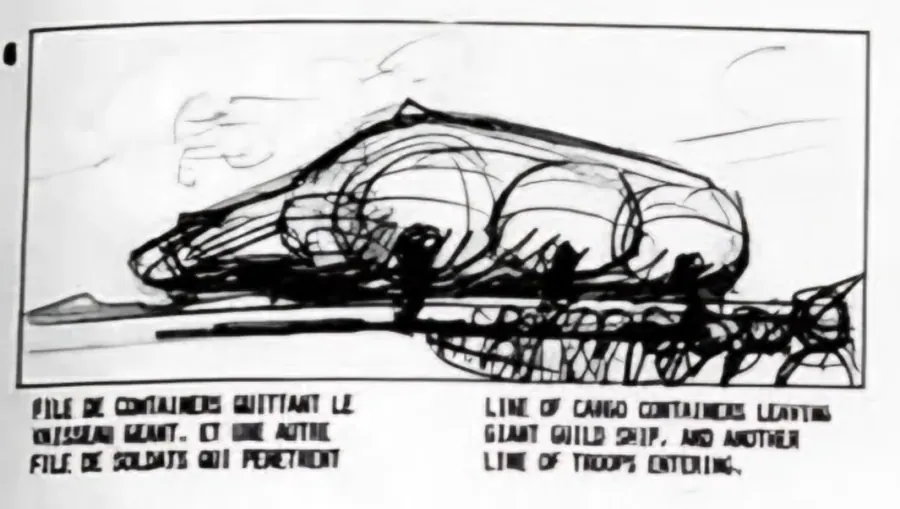 FILE DE CONTAINERS QUITTANT LE
VAISSEAU GEANT. ET UNE AUTRE
FILE DE SOLDATS QUI PENETRENT
LINE OF CARGO CONTAINERS LEAVING
GIANT GUILD SHIP. AND ANOTHER
LINE OF TROOPS ENTERING.